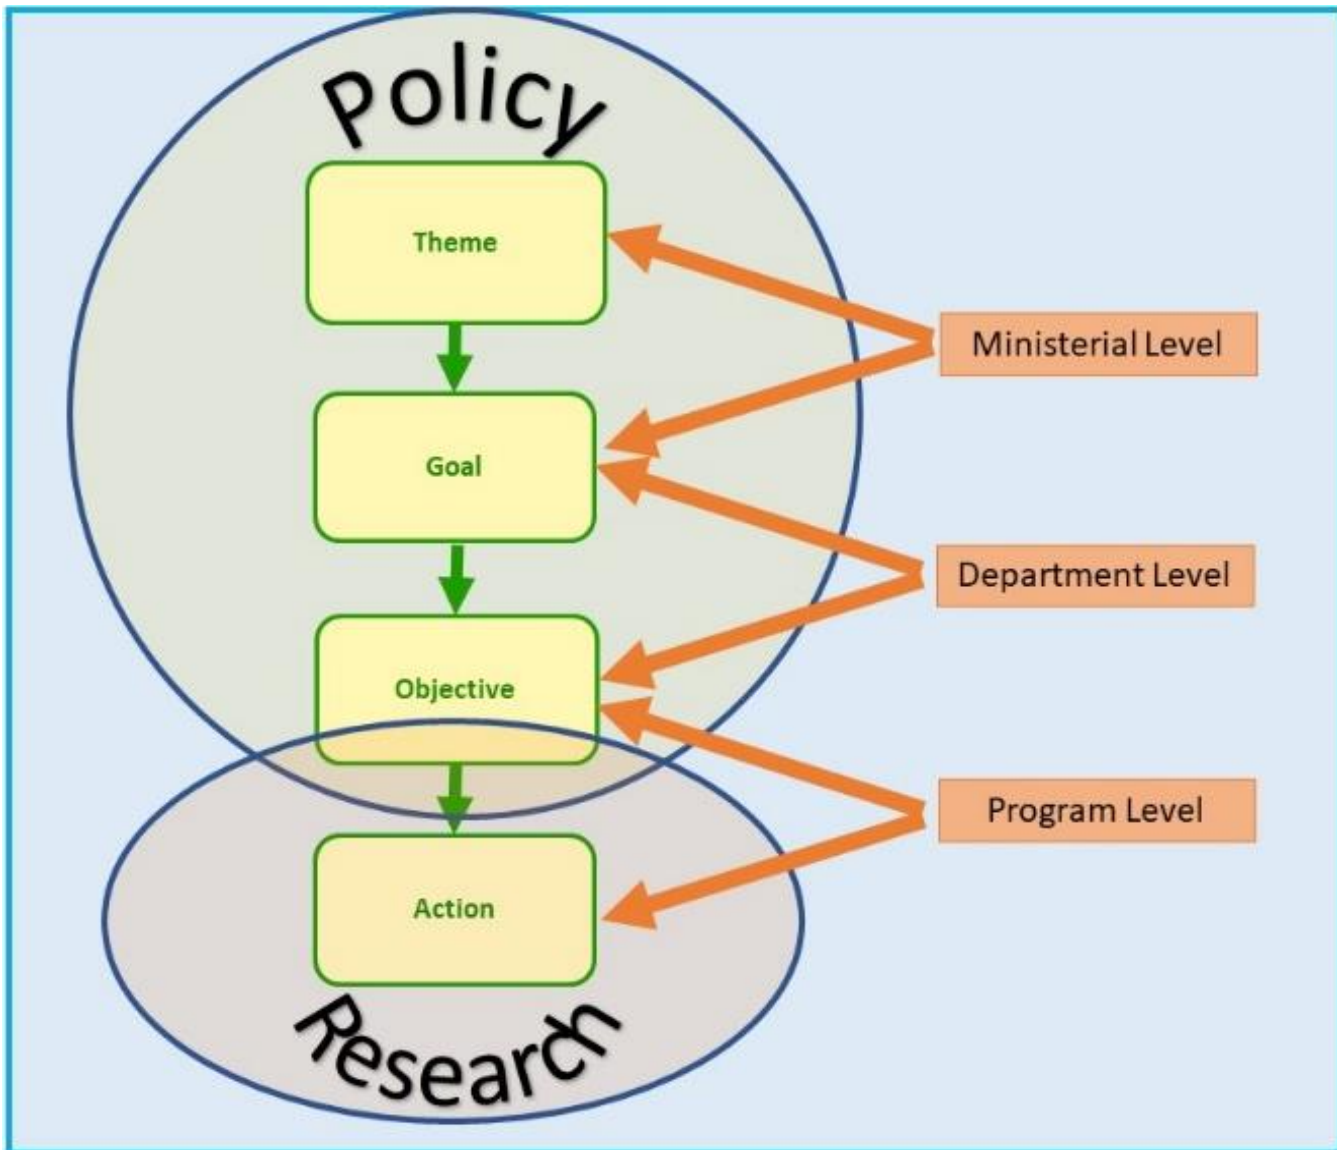 Policy
Theme
Ministerial Level
Goal
Department Level
Objective
Program Level
Action
Research